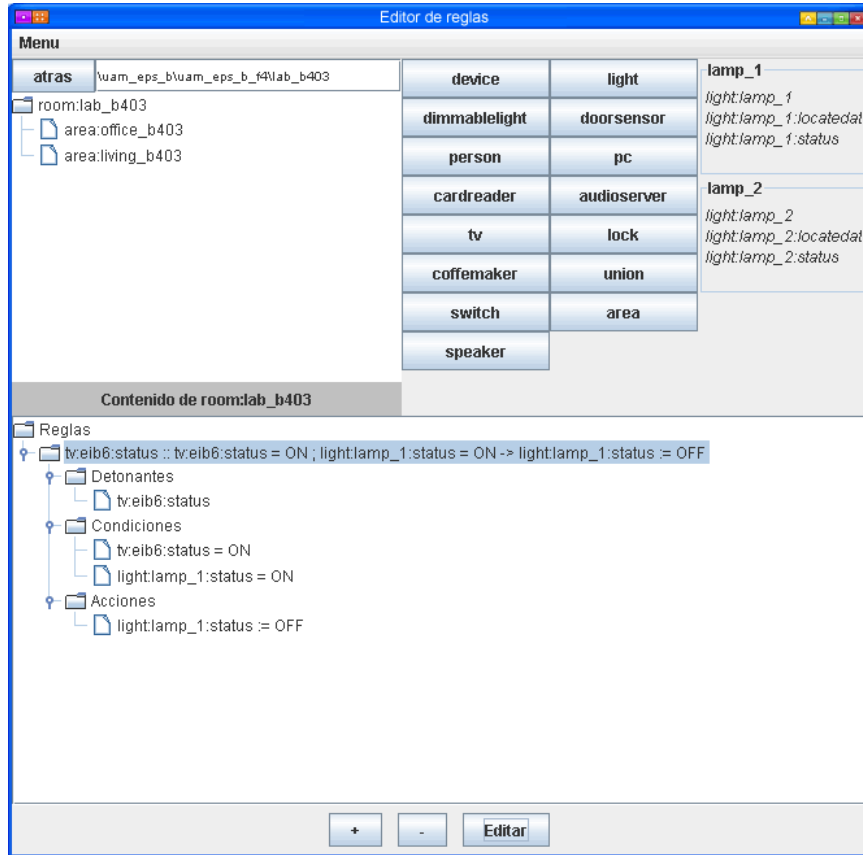 Editor de reglas
Menu
atras
\uam_eps_b\uam_eps_b_f4\lab_b403
room:lab_b403
area:office_b403
area:living_b403
Contenido de room:lab_b403
device
light
dimmablelight
doorsensor
person
pc
cardreader
audioserver
tv
lock
coffemaker
union
switch
area
speaker
lamp_1
light:lamp_1
light:lamp_1:locatedat
light:lamp_1:status
lamp_2
light:lamp_2
light:lamp_2:locatedat
light:lamp_2:status
Reglas
tv:eib6:status :: tv:eib6:status = ON ; light:lamp_1:status = ON -> light:lamp_1:status := OFF
Detonantes
tv:eib6:status
Condiciones
tv:eib6:status = ON
light:lamp_1:status = ON
Acciones
light:lamp_1:status := OFF
+
-
Editar